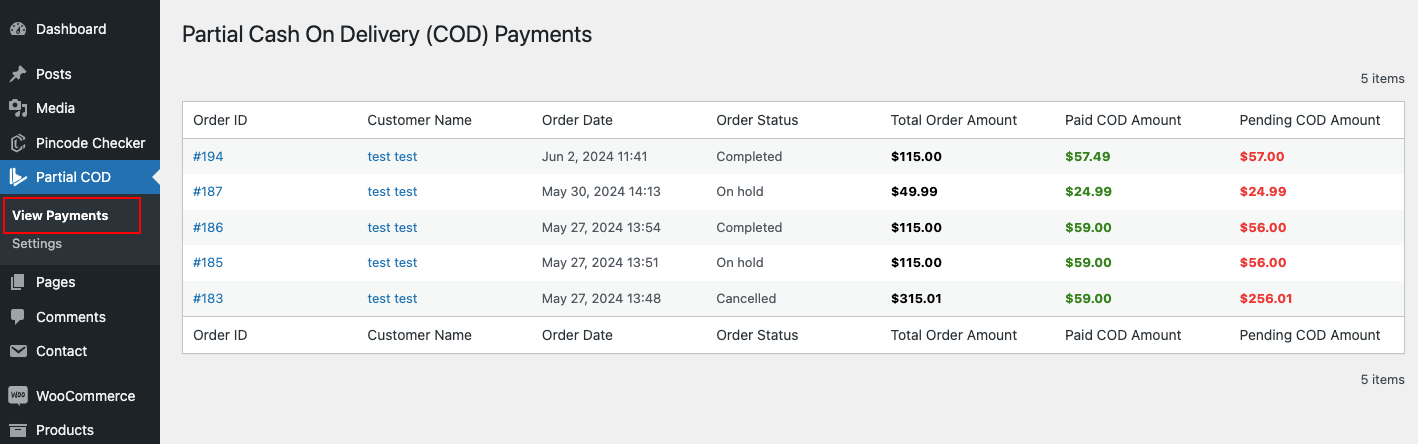 Dashboard
Posts
Media
Pincode Checker
Partial COD
View Payments
Settings
Pages
Comments
Contact
WOO WooCommerce
Products
Partial Cash On Delivery (COD) Payments
5 items
Order ID Customer Name Order Date Order Status Total Order Amount Paid COD Amount Pending COD Amount
#194 test test Jun 2, 2024 11:41 Completed $115.00 $57.49 $57.00
#187 test test May 30, 2024 14:13 On hold $49.99 $24.99 $24.99
#186 test test May 27, 2024 13:54 Completed $115.00 $59.00 $56.00
#185 test test May 27, 2024 13:51 On hold $115.00 $59.00 $56.00
#183 test test May 27, 2024 13:48 Cancelled $315.01 $59.00 $256.01
Order ID Customer Name Order Date Order Status Total Order Amount Paid COD Amount Pending COD Amount
5 items